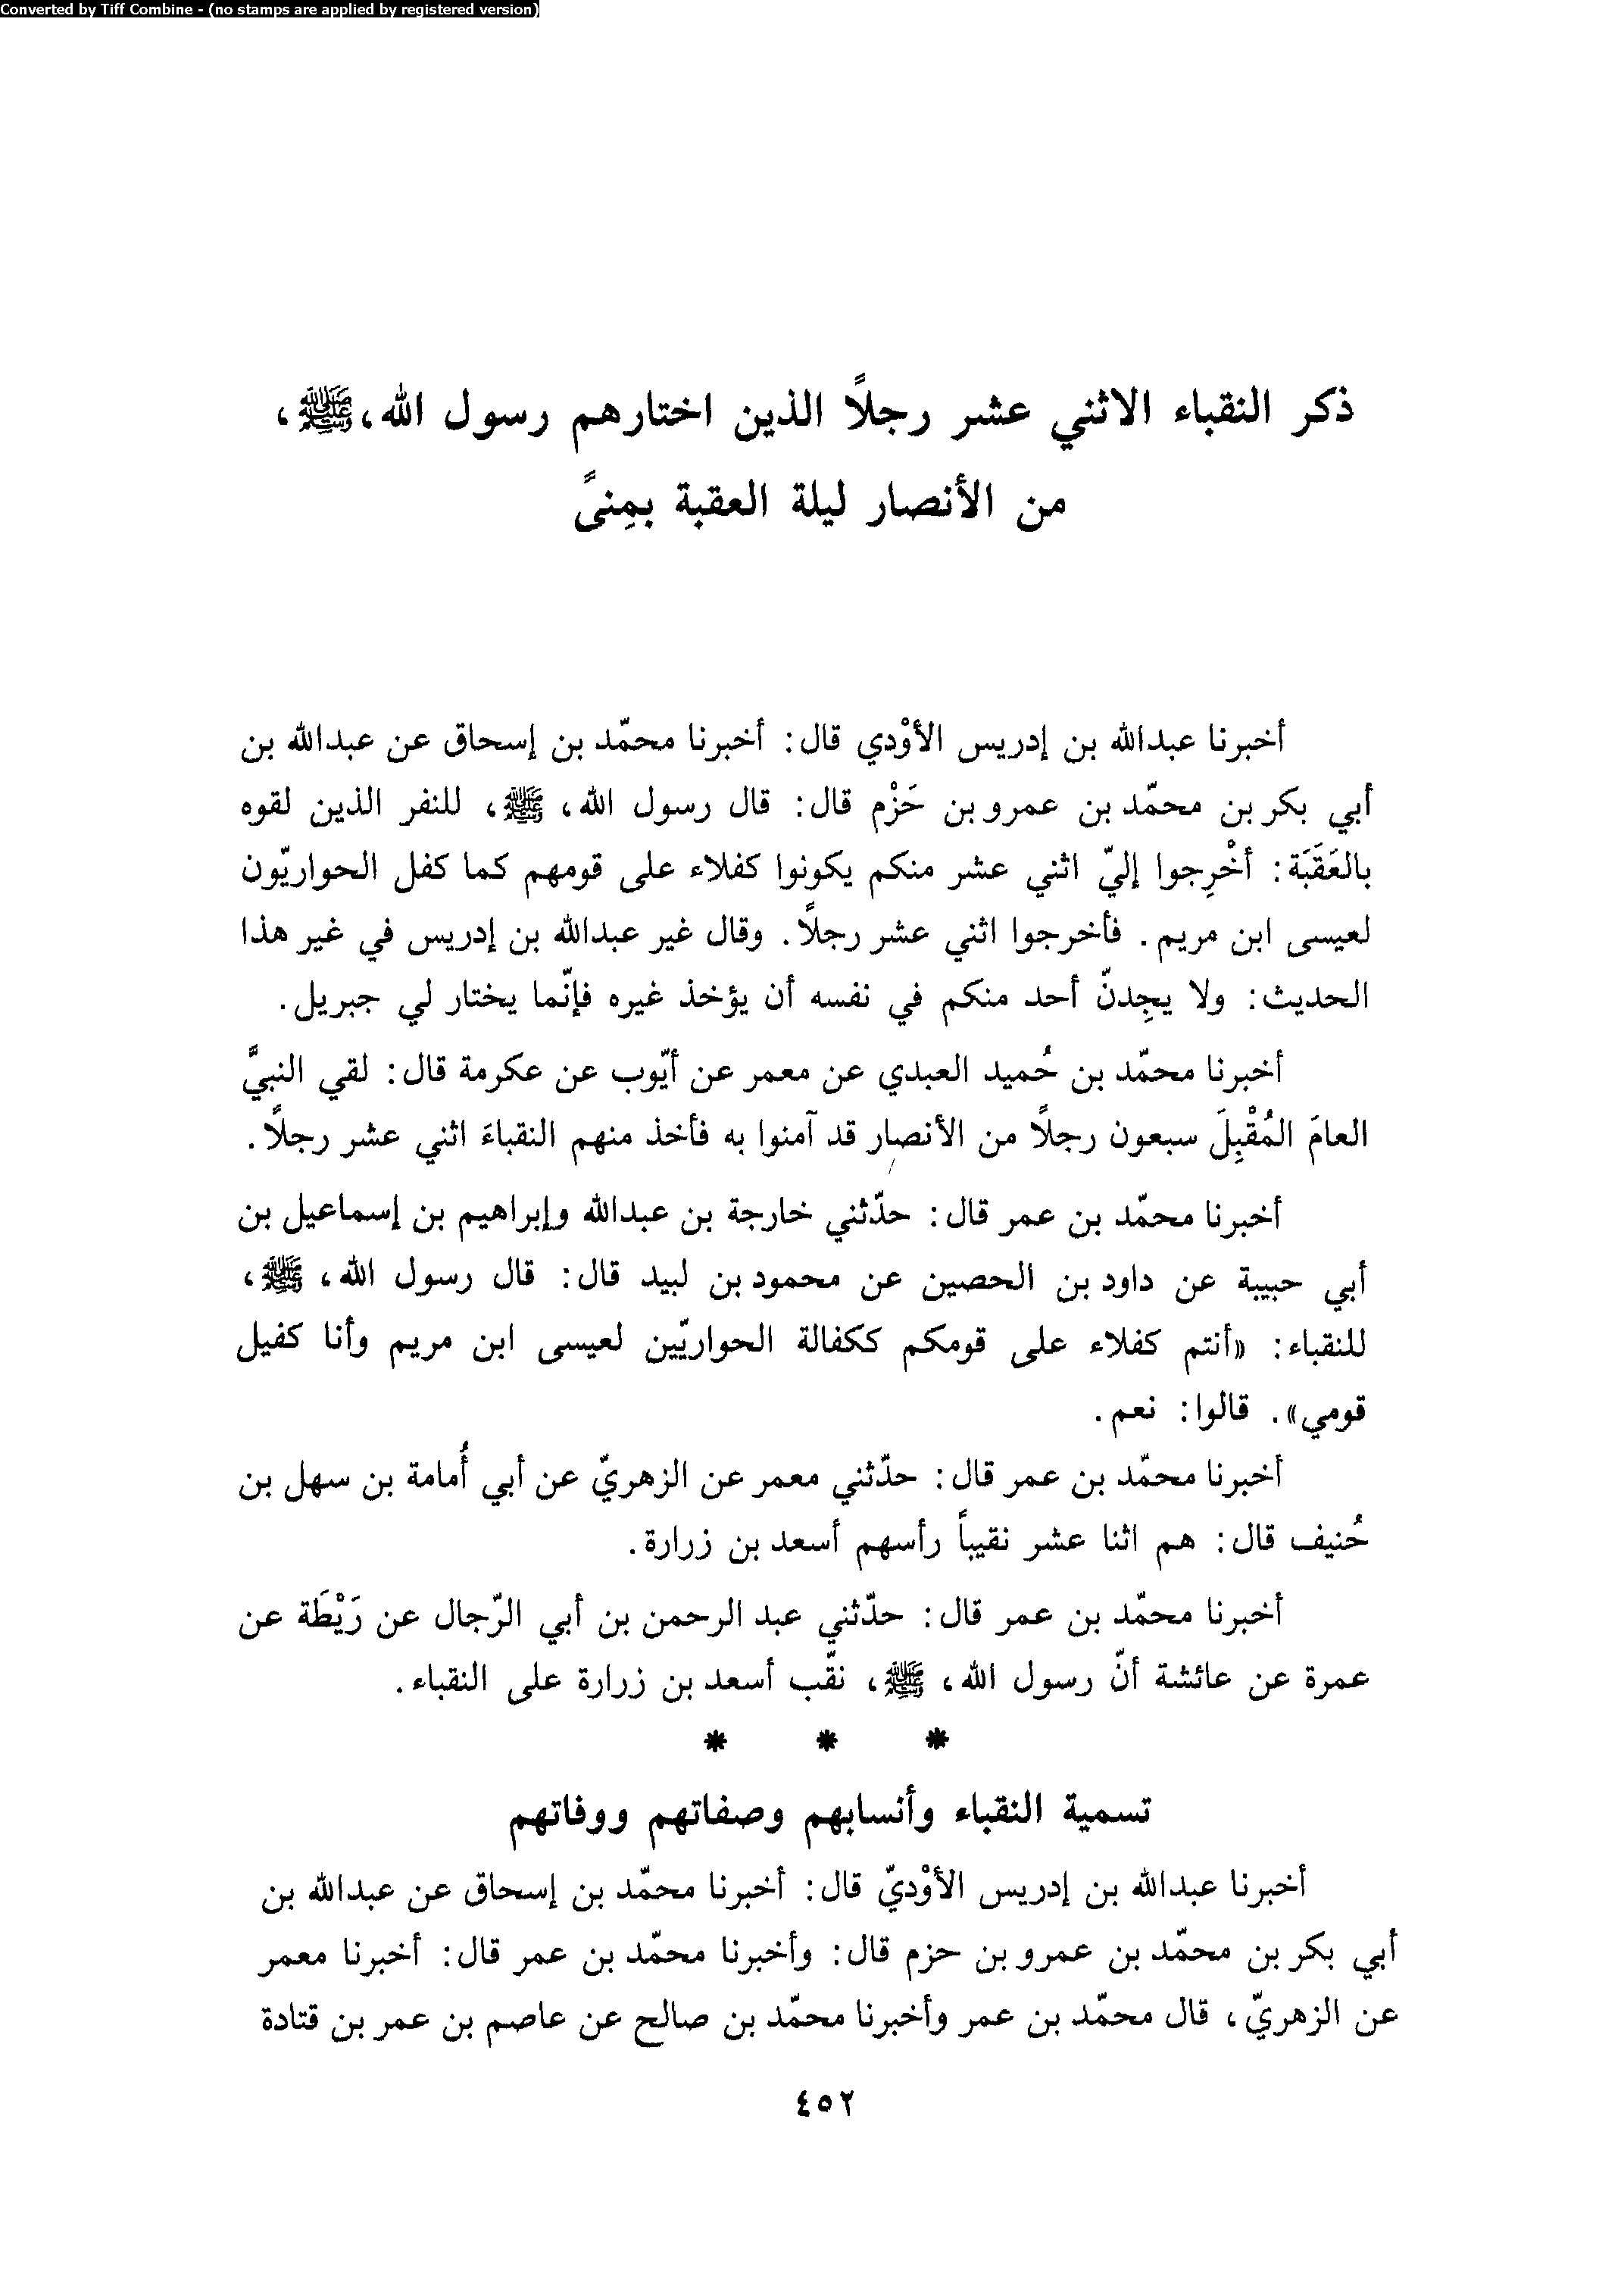 Converted by Tiff Combine - (no stamps are applied by registered version)
ذكر النقباء الاثني عشر رجلاً الذين اختارهم رسول الله، ﷺ،
من الأنصار ليلة العقبة بمِنىً
أخبرنا عبدالله بن إدريس الأوْدي قال: أخبرنا محمّد بن إسحاق عن عبدالله بن
أبي بكر بن محمّد بن عمرو بن حَزْم قال: قال رسول الله، ﷺ، للنفر الذين لقوه
بالعَقَبَة: أخْرِجوا إليّ اثني عشر منكم يكونوا كفلاء على قومهم كما كفل الحواريّون
لعيسى ابن مريم. فأخرجوا اثني عشر رجلاً. وقال غير عبدالله بن إدريس في غير هذا
الحديث: ولا يجِدنّ أحد منكم في نفسه أن يؤخذ غيره فإنّما يختار لي جبريل.
أخبرنا محمّد بن حُميد العبدي عن معمر عن أيّوب عن عكرمة قال: لقي النبيَّ
العامَ المُقْبِلَ سبعون رجلاً من الأنصار قد آمنوا به فأخذ منهم النقباءَ اثني عشر رجلاً.
أخبرنا محمّد بن عمر قال: حدّثني خارجة بن عبدالله وإبراهيم بن إسماعيل بن
أبي حبيبة عن داود بن الحصين عن محمود بن لبيد قال: قال رسول الله، ﷺ،
للنقباء: «أنتم كفلاء على قومكم ككفالة الحواريّين لعيسى ابن مريم وأنا كفيل
قومي». قالوا: نعم.
أخبرنا محمّد بن عمر قال: حدّثني معمر عن الزهريّ عن أبي أُمامة بن سهل بن
حُنيف قال: هم اثنا عشر نقيباً رأسهم أسعد بن زرارة.
أخبرنا محمّد بن عمر قال: حدّثني عبد الرحمن بن أبي الرّجال عن رَيْطَة عن
عمرة عن عائشة أنّ رسول الله، ﷺ، نقّب أسعد بن زرارة على النقباء.
* * *
تسمية النقباء وأنسابهم وصفاتهم ووفاتهم
أخبرنا عبدالله بن إدريس الأوْديّ قال: أخبرنا محمّد بن إسحاق عن عبدالله بن
أبي بكر بن محمّد بن عمرو بن حزم قال: وأخبرنا محمّد بن عمر قال: أخبرنا معمر
عن الزهريّ، قال محمّد بن عمر وأخبرنا محمّد بن صالح عن عاصم بن عمر بن قتادة
٤٥٢